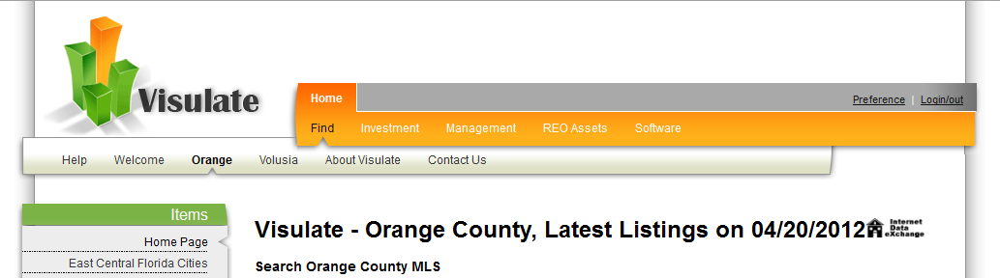 Visulate
Home
Preference | Login/out
Find Investment Management REO Assets Software
Help Welcome Orange Volusia About Visulate Contact Us
Items
Home Page
East Central Florida Cities
Visulate - Orange County, Latest Listings on 04/20/2012
Internet
Data
eXchange
Search Orange County MLS